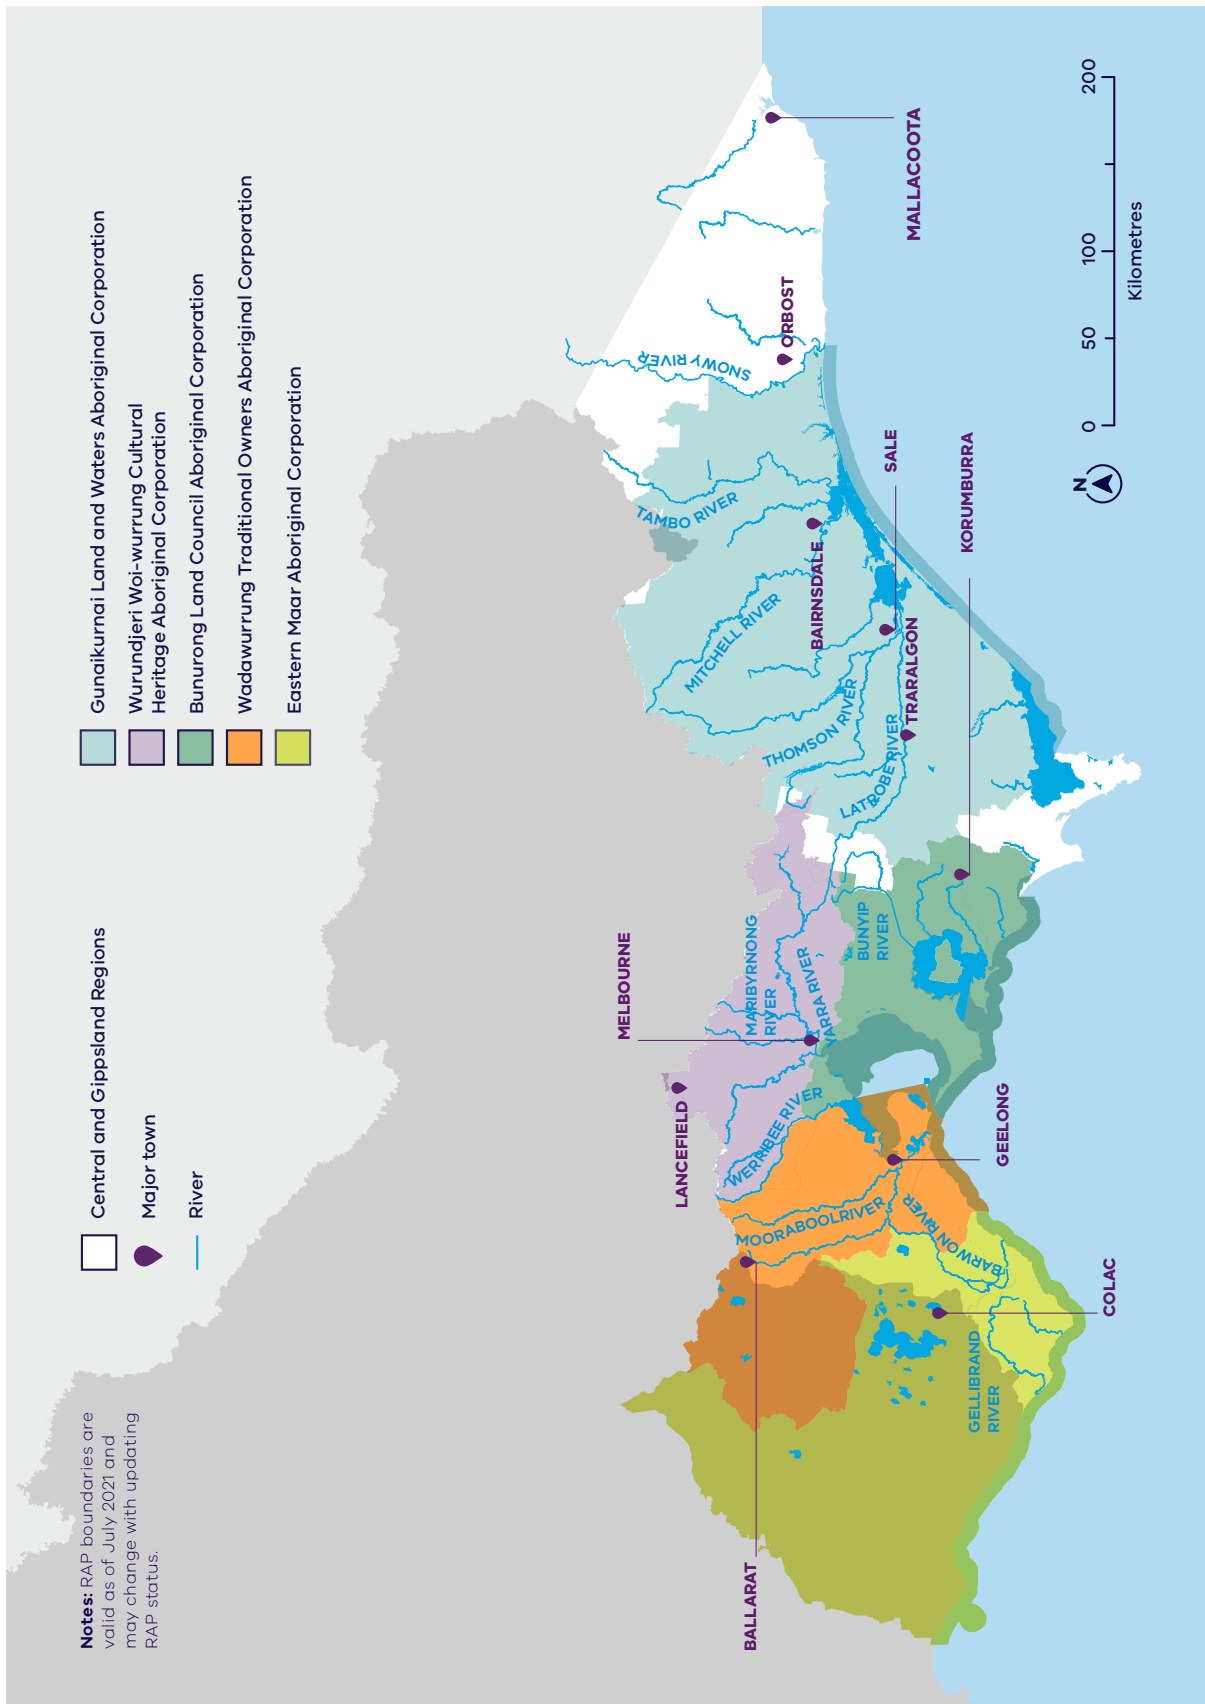 Notes: RAP boundaries are
valid as of July 2021 and
may change with updating
RAP status.
Central and Gippsland Regions
Major town
River
Gunaikurnai Land and Waters Aboriginal Corporation
Wurundjeri Woi-wurrung Cultural
Heritage Aboriginal Corporation
Bunurong Land Council Aboriginal Corporation
Wadawurrung Traditional Owners Aboriginal Corporation
Eastern Maar Aboriginal Corporation
MELBOURNE
LANCEFIELD
BALLARAT
GEELONG
COLAC
KORUMBURRA
TRARALGON
SALE
BAIRNSDALE
ORBOST
MALLACOOTA
SNOWY RIVER
TAMBO RIVER
MITCHELL RIVER
THOMSON RIVER
LATROBE RIVER
BUNYIP
RIVER
MARIBYRNONG
RIVER
YARRA RIVER
WERRIBEE RIVER
MOORABOOLRIVER
BARWON RIVER
GELLIBRAND
RIVER
N
0 50 100 200
Kilometres